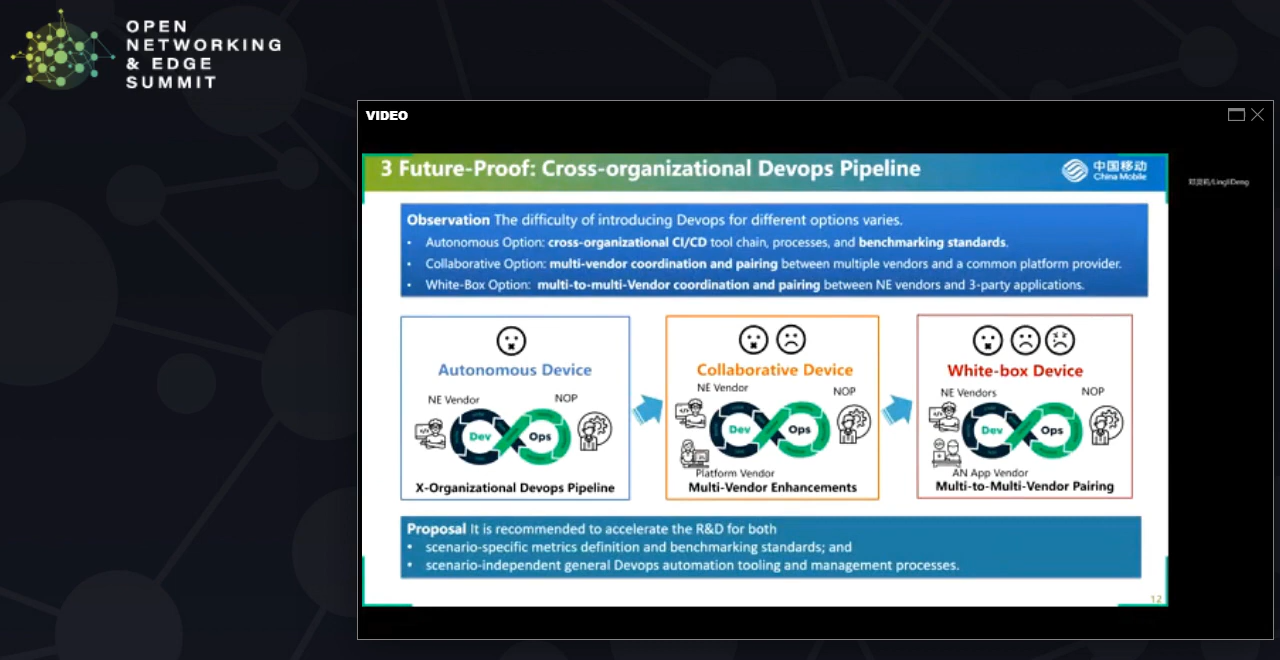 OPEN
NETWORKING
& EDGE
SUMMIT
VIDEO
3 Future-Proof: Cross-organizational Devops Pipeline
中国移动
China Mobile
Observation The difficulty of introducing Devops for different options varies.
• Autonomous Option: cross-organizational CI/CD tool chain, processes, and benchmarking standards.
• Collaborative Option: multi-vendor coordination and pairing between multiple vendors and a common platform provider.
• White-Box Option: multi-to-multi-Vendor coordination and pairing between NE vendors and 3-party applications.
Autonomous Device
NE Vendor
NOP
Dev
Ops
X-Organizational Devops Pipeline
Collaborative Device
NE Vendor
NOP
Dev
Ops
Platform Vendor
Multi-Vendor Enhancements
White-box Device
NE Vendors
NOP
Dev
Ops
AN App Vendor
Multi-to-Multi-Vendor Pairing
Proposal It is recommended to accelerate the R&D for both
• scenario-specific metrics definition and benchmarking standards; and
• scenario-independent general Devops automation tooling and management processes.
12